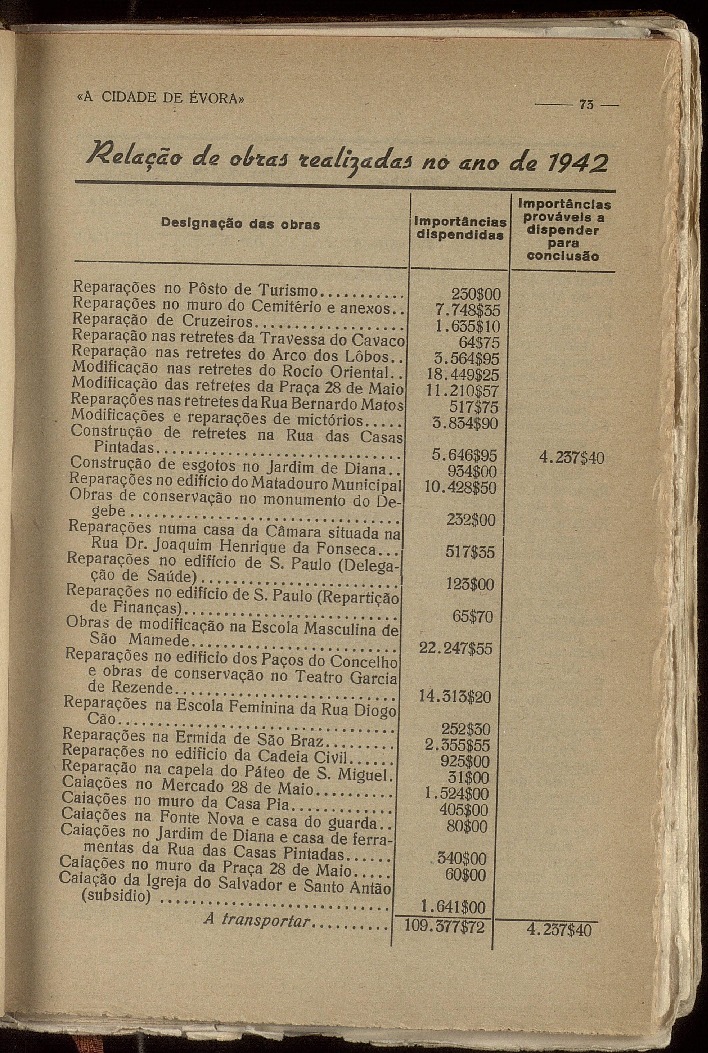 «A CIDADE DE ÉVORA» 75
Relação de obras realizadas no ano de 1942
Designação das obras
Importâncias
dispendidas
Importâncias
prováveis a
dispender
para
conclusão
Reparações no Pôsto de Turismo........... 230$00
Reparações no muro do Cemitério e anexos.. 7.748$35
Reparação de Cruzeiros.................. 1.635$10
Reparação nas retretes da Travessa do Cavaco 64$75
Reparação nas retretes do Arco dos Lôbos.. 3.564$95
Modificação nas retretes do Rocio Oriental.. 18.449$25
Modificação das retretes da Praça 28 de Maio 11.210$57
Reparações nas retretes da Rua Bernardo Matos 517$75
Modificações e reparações de mictórios..... 3.834$90
Construção de retretes na Rua das Casas
Pintadas................................. 5.646$95 4.237$40
Construção de esgotos no Jardim de Diana.. 934$00
Reparações no edifício do Matadouro Municipal 10.428$50
Obras de conservação no monumento do De-
gebe ................................... 232$00
Reparações numa casa da Câmara situada na
Rua Dr. Joaquim Henrique da Fonseca... 517$35
Reparações no edifício de S. Paulo (Delega-
ção de Saúde)......................... 123$00
Reparações no edifício de S. Paulo (Repartição
de Finanças)........................... 65$70
Obras de modificação na Escola Masculina de
São Mamede........................... 22.247$55
Reparações no edificio dos Paços do Concelho
e obras de conservação no Teatro Garcia
de Rezende............................ 14.313$20
Reparações na Escola Feminina da Rua Diogo
Cão.................................... 252$30
Reparações na Ermida de São Braz......... 2.355$55
Reparações no edificio da Cadeia Civil...... 925$00
Reparação na capela do Páteo de S. Miguel. 31$00
Caiações no Mercado 28 de Maio.......... 1.524$00
Caiações no muro da Casa Pia............. 405$00
Caiações na Fonte Nova e casa do guarda.. 80$00
Caiações no Jardim de Diana e casa de ferra-
mentas da Rua das Casas Pintadas...... 340$00
Caiações no muro da Praça 28 de Maio..... 60$00
Caiação da Igreja do Salvador e Santo Antão
(subsidio) ............................. 1.641$00
A transportar.......... 109.377$72 4.237$40